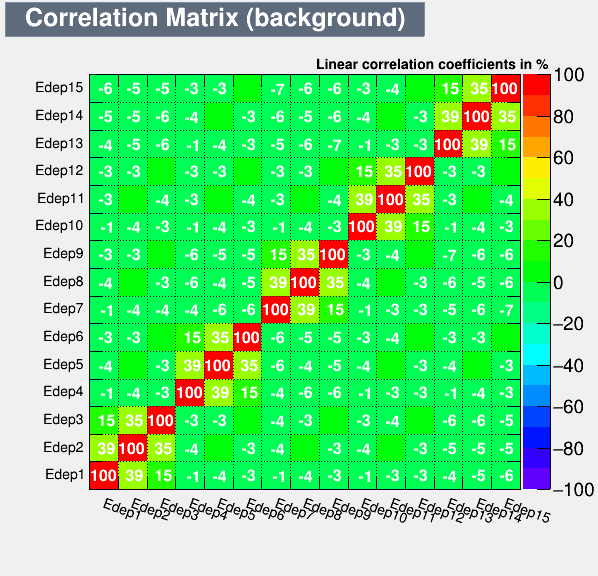 Correlation Matrix (background)
Linear correlation coefficients in %
Edep15 -6 -5 -5 -3 -3 -7 -6 -6 -3 -4 15 35 100
Edep14 -5 -5 -6 -4 -3 -6 -5 -6 -4 -3 39 100 35
Edep13 -4 -5 -6 -1 -4 -3 -5 -6 -7 -1 -3 -3 100 39 15
Edep12 -3 -3 -3 -3 -3 -3 15 35 100 -3 -3
Edep11 -3 -4 -3 -4 -3 -4 39 100 35 -3 -4
Edep10 -1 -4 -3 -1 -4 -3 -1 -4 -3 100 39 15 -1 -4 -3
Edep9 -3 -3 -6 -5 -5 15 35 100 -3 -4 -7 -6 -6
Edep8 -4 -3 -6 -4 -5 39 100 35 -4 -3 -6 -5 -6
Edep7 -1 -4 -4 -4 -6 -6 100 39 15 -1 -3 -3 -5 -6 -7
Edep6 -3 -3 15 35 100 -6 -5 -5 -3 -4 -3 -3
Edep5 -4 -3 39 100 35 -6 -4 -5 -4 -3 -4 -3
Edep4 -1 -4 -3 100 39 15 -4 -6 -6 -1 -3 -3 -1 -4 -3
Edep3 15 35 100 -3 -3 -4 -3 -3 -4 -6 -6 -5
Edep2 39 100 35 -4 -3 -4 -3 -4 -3 -5 -5 -5
Edep1 100 39 15 -1 -4 -3 -1 -4 -3 -1 -3 -3 -4 -5 -6
Edep1 Edep2 Edep3 Edep4 Edep5 Edep6 Edep7 Edep8 Edep9 Edep10 Edep11 Edep12 Edep13 Edep14 Edep15
100
80
60
40
20
0
−20
−40
−60
−80
−100